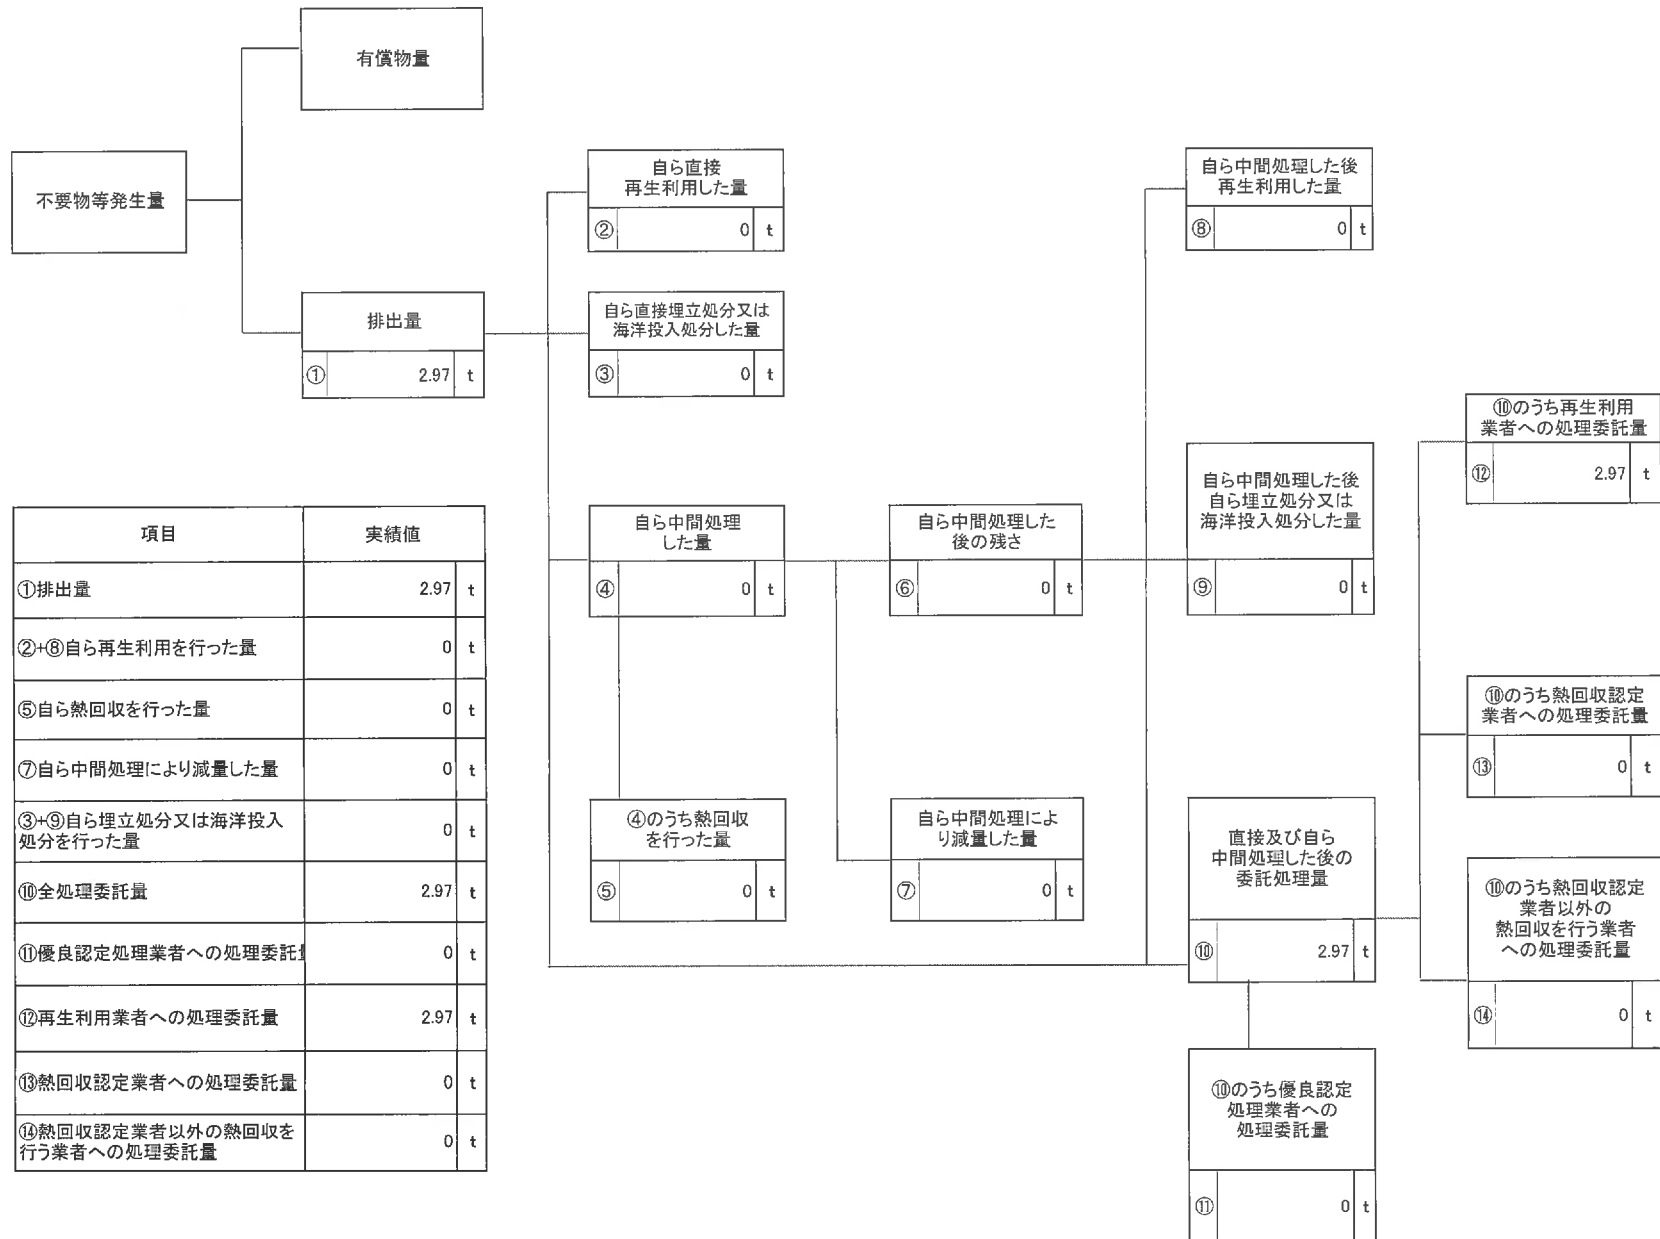 有償物量
不要物等発生量
排出量
① 2.97 t
自ら直接
再生利用した量
② 0 t
自ら直接埋立処分又は
海洋投入処分した量
③ 0 t
自ら中間処理
した量
④ 0 t
④のうち熱回収
を行った量
⑤ 0 t
自ら中間処理した
後の残さ
⑥ 0 t
自ら中間処理によ
り減量した量
⑦ 0 t
自ら中間処理した後
再生利用した量
⑧ 0 t
自ら中間処理した後
自ら埋立処分又は
海洋投入処分した量
⑨ 0 t
直接及び自ら
中間処理した後の
委託処理量
⑩ 2.97 t
⑩のうち優良認定
処理業者への
処理委託量
⑪ 0 t
⑩のうち再生利用
業者への処理委託量
⑫ 2.97 t
⑩のうち熱回収認定
業者への処理委託量
⑬ 0 t
⑩のうち熱回収認定
業者以外の
熱回収を行う業者
への処理委託量
⑭ 0 t
項目 実績値
①排出量 2.97 t
②+⑧自ら再生利用を行った量 0 t
⑤自ら熱回収を行った量 0 t
⑦自ら中間処理により減量した量 0 t
③+⑨自ら埋立処分又は海洋投入
処分を行った量 0 t
⑩全処理委託量 2.97 t
⑪優良認定処理業者への処理委託 0 t
⑫再生利用業者への処理委託量 2.97 t
⑬熱回収認定業者への処理委託量 0 t
⑭熱回収認定業者以外の熱回収を
行う業者への処理委託量 0 t